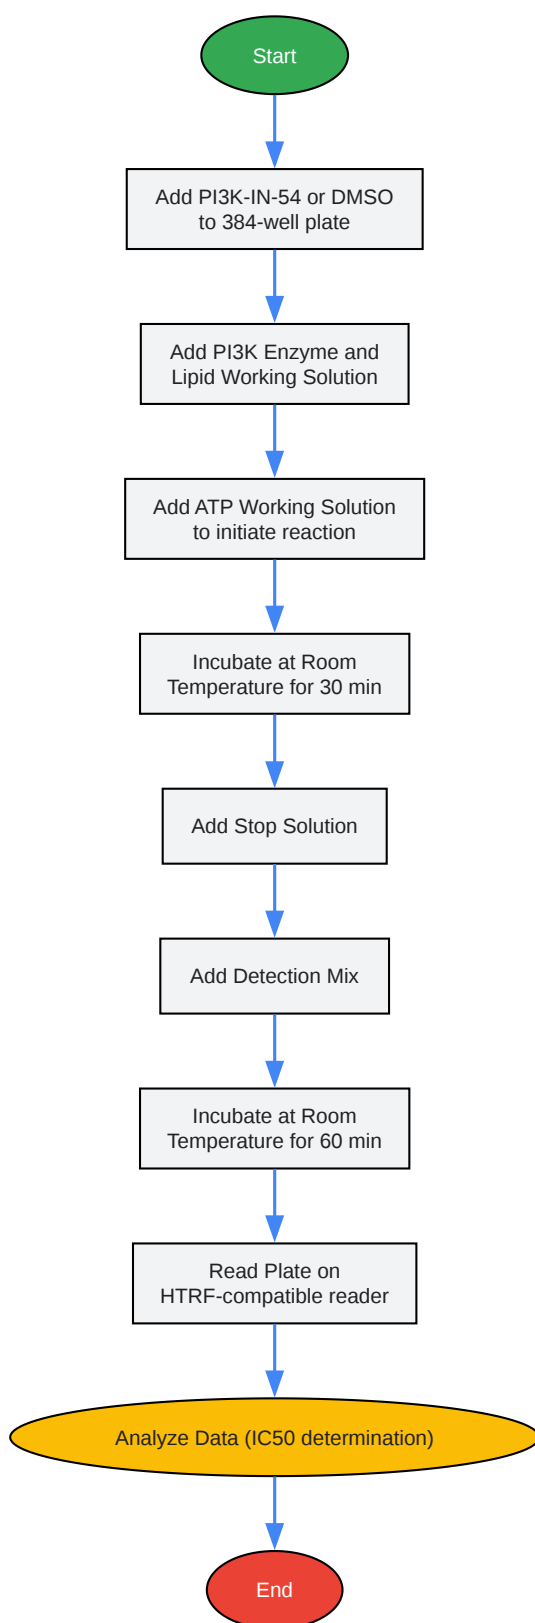 Start
Add PI3K-IN-54 or DMSO
to 384-well plate
Add PI3K Enzyme and
Lipid Working Solution
Add ATP Working Solution
to initiate reaction
Incubate at Room
Temperature for 30 min
Add Stop Solution
Add Detection Mix
Incubate at Room
Temperature for 60 min
Read Plate on
HTRF-compatible reader
Analyze Data (IC50 determination)
End